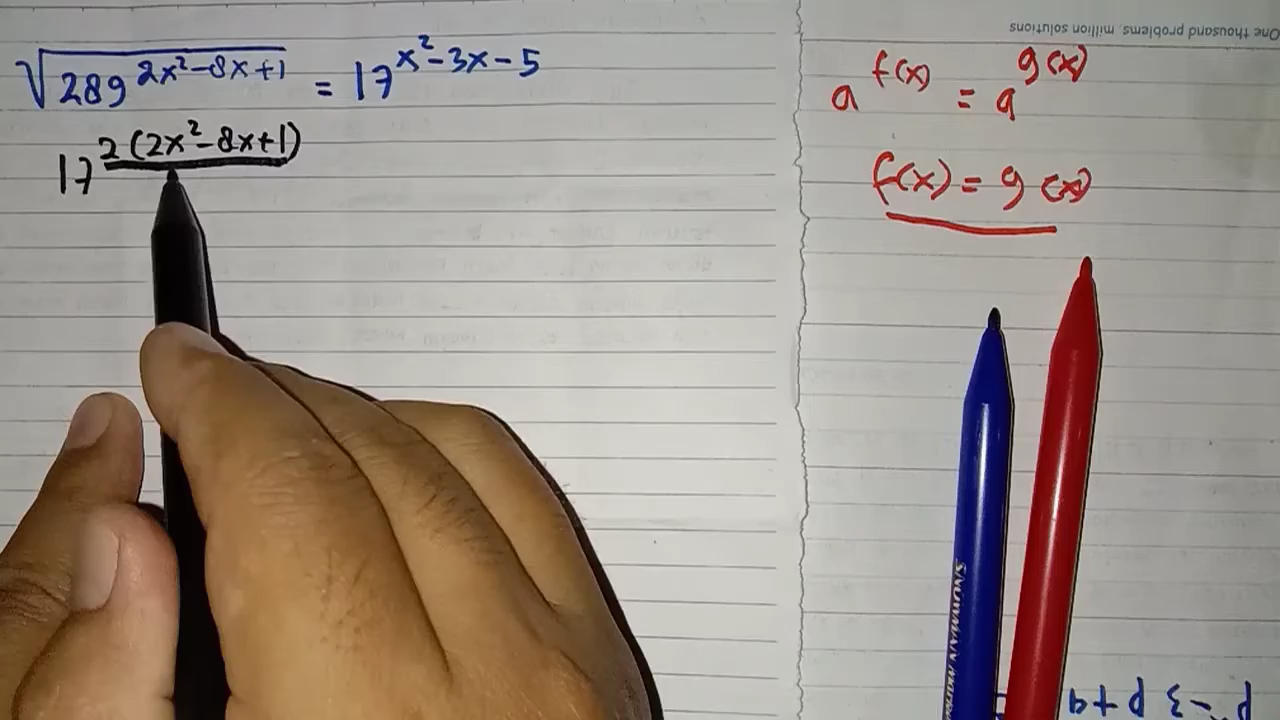 One thousand problems, million solutions
√289^(2x²-8x+1) = 17^(x²-3x-5)
17^(2(2x²-8x+1))
a^(f(x)) = a^(g(x))
f(x) = g(x)
SNOWMAN